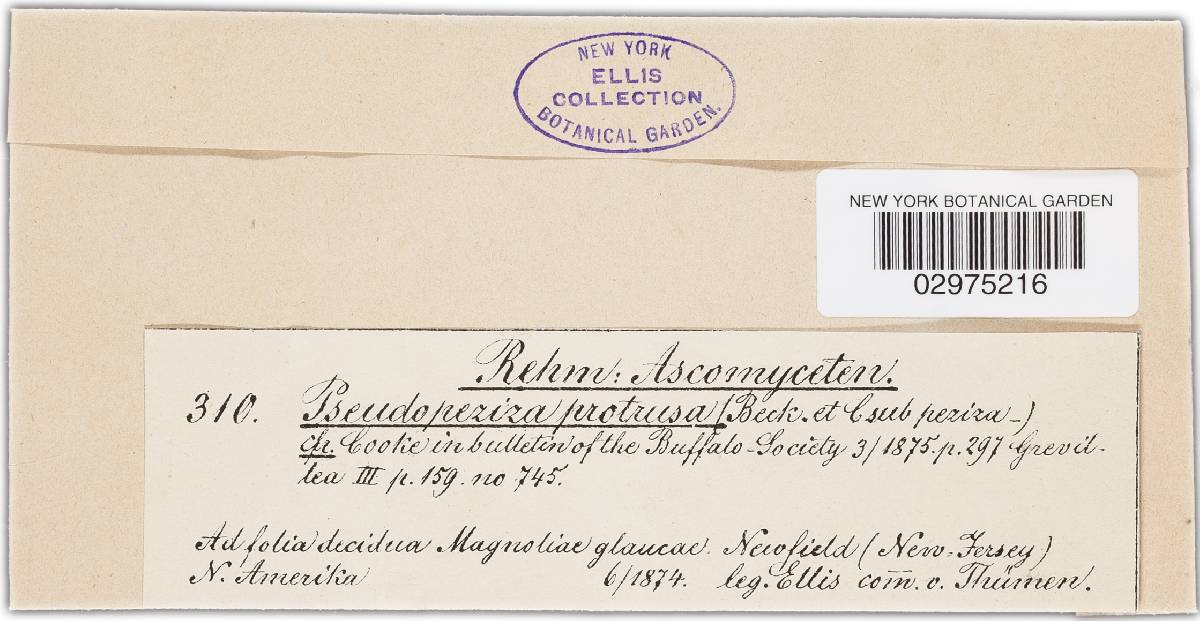 NEW YORK
ELLIS
COLLECTION
BOTANICAL GARDEN.
NEW YORK BOTANICAL GARDEN
02975216
Rehm: Ascomyceten.
310. Pseudopeziza protrusa (Beck. et C sub peziza-)
cfr. Cooke in bulletin of the Buffalo-Society 3/1875. p. 297 Grevil-
lea III p. 159. no 745.
Ad folia decidua Magnoliae glaucae. Newfield (New-Jersey)
N. Amerika 6/1874. leg. Ellis com̄. v. Thümen.